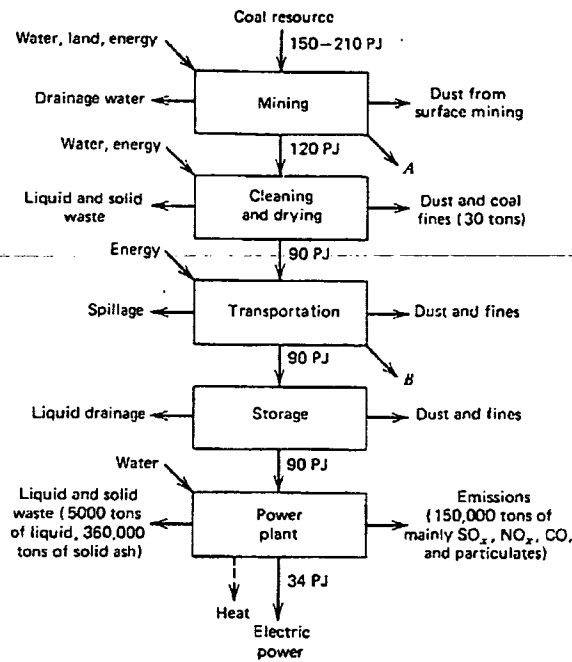 Coal resource
Water, land, energy
150–210 PJ
Drainage water
Mining
Dust from
surface mining
Water, energy
120 PJ
A
Liquid and solid
waste
Cleaning
and drying
Dust and coal
fines (30 tons)
Energy
90 PJ
Spillage
Transportation
Dust and fines
90 PJ
B
Liquid drainage
Storage
Dust and fines
Water
90 PJ
Liquid and solid
waste (5000 tons
of liquid, 360,000
tons of solid ash)
Power
plant
Emissions
(150,000 tons of
mainly SOₓ, NOₓ, CO,
and particulates)
34 PJ
Heat
Electric
power